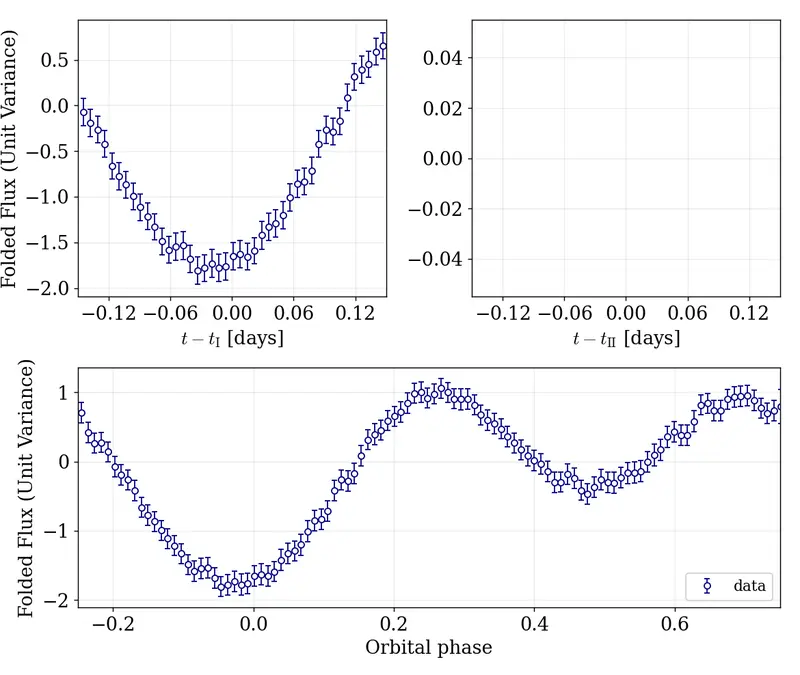 Folded Flux (Unit Variance)
0.5
0.0
−0.5
−1.0
−1.5
−2.0
−0.12 −0.06 0.00 0.06 0.12
t − tI [days]
0.04
0.02
0.00
−0.02
−0.04
−0.12 −0.06 0.00 0.06 0.12
t − tII [days]
Folded Flux (Unit Variance)
1
0
−1
−2
−0.2 0.0 0.2 0.4 0.6
Orbital phase
data